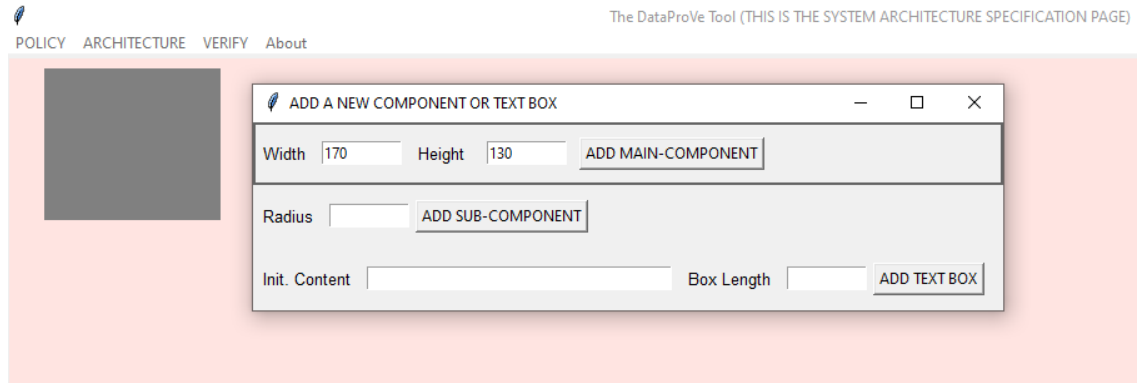 The DataProVe Tool (THIS IS THE SYSTEM ARCHITECTURE SPECIFICATION PAGE)
POLICY ARCHITECTURE VERIFY About
ADD A NEW COMPONENT OR TEXT BOX
Width 170 Height 130 ADD MAIN-COMPONENT
Radius ADD SUB-COMPONENT
Init. Content Box Length ADD TEXT BOX